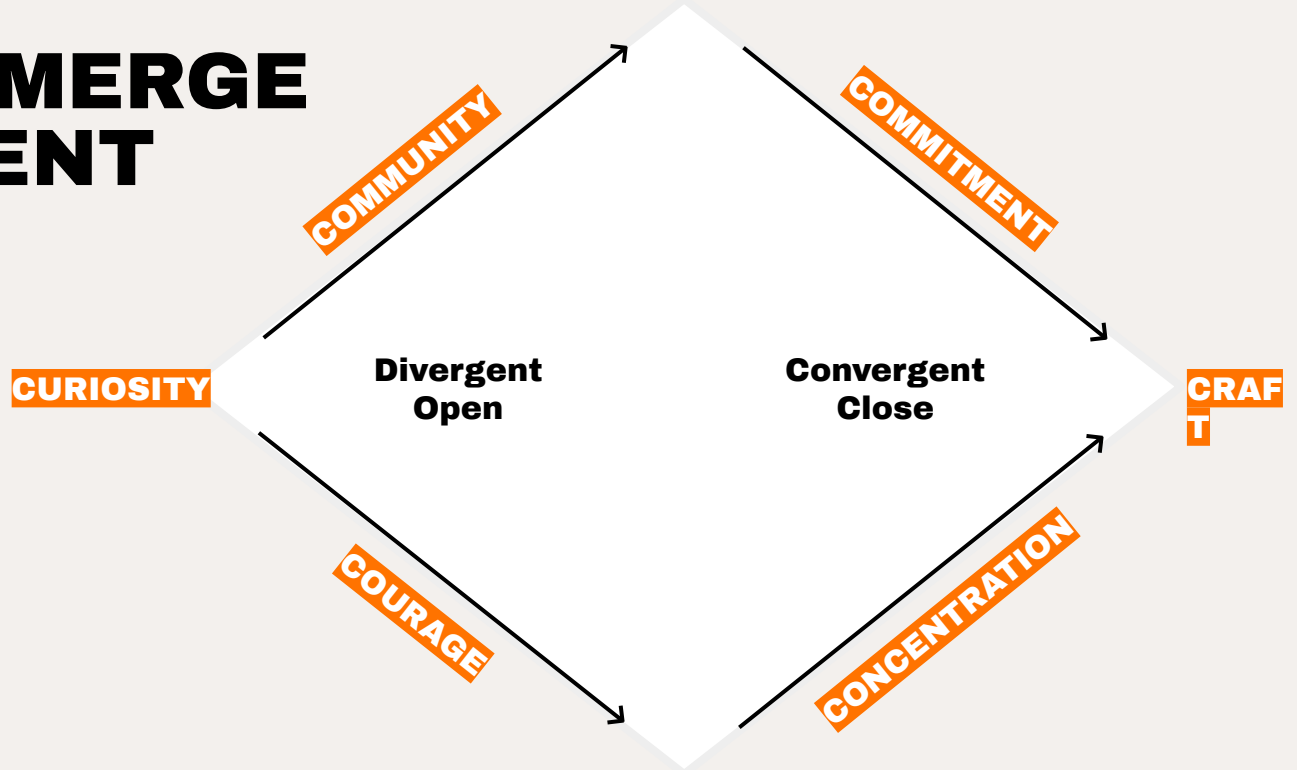 MERGE
ENT
COMMUNITY
COMMITMENT
CURIOSITY
Divergent
Open
Convergent
Close
CRAF
T
COURAGE
CONCENTRATION